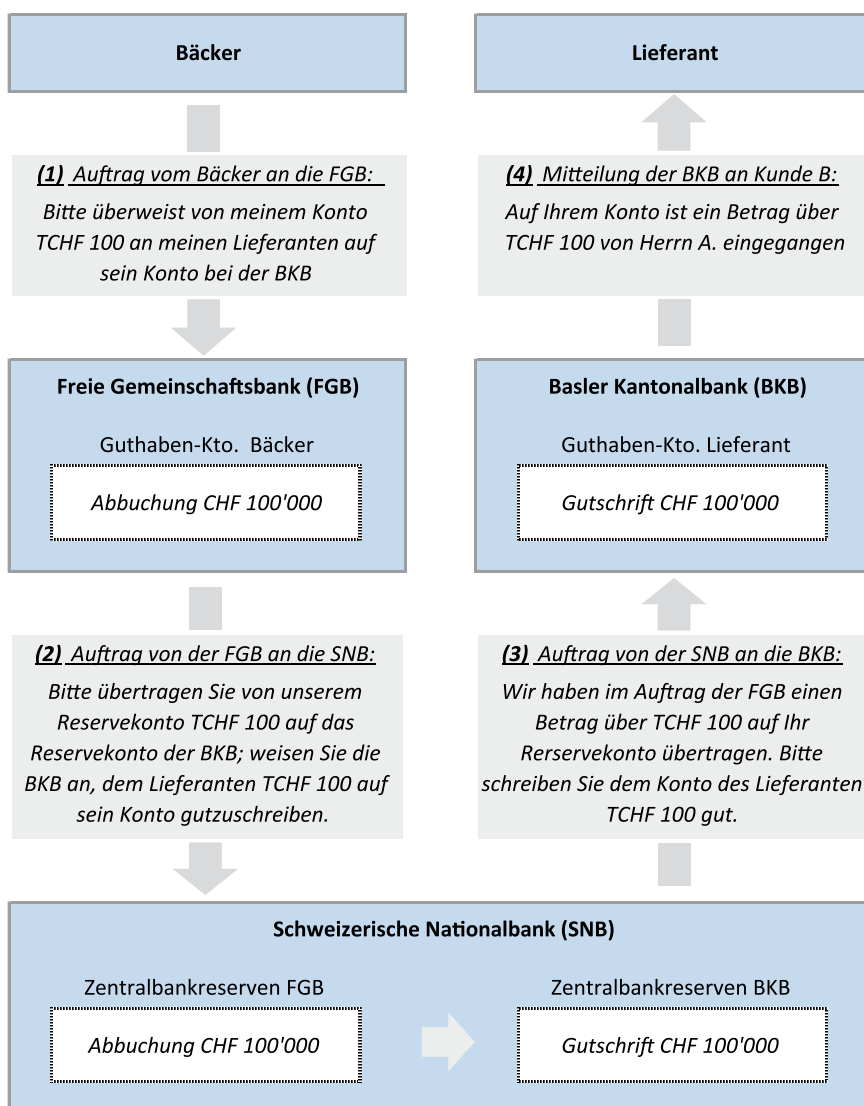 Bäcker
(1) Auftrag vom Bäcker an die FGB:
Bitte überweist von meinem Konto
TCHF 100 an meinen Lieferanten auf
sein Konto bei der BKB
Freie Gemeinschaftsbank (FGB)
Guthaben-Kto. Bäcker
Abbuchung CHF 100'000
(2) Auftrag von der FGB an die SNB:
Bitte übertragen Sie von unserem
Reservekonto TCHF 100 auf das
Reservekonto der BKB; weisen Sie die
BKB an, dem Lieferanten TCHF 100 auf
sein Konto gutzuschreiben.
Schweizerische Nationalbank (SNB)
Zentralbankreserven FGB
Abbuchung CHF 100'000
Zentralbankreserven BKB
Gutschrift CHF 100'000
(3) Auftrag von der SNB an die BKB:
Wir haben im Auftrag der FGB einen
Betrag über TCHF 100 auf Ihr
Rerservekonto übertragen. Bitte
schreiben Sie dem Konto des Lieferanten
TCHF 100 gut.
Basler Kantonalbank (BKB)
Guthaben-Kto. Lieferant
Gutschrift CHF 100'000
(4) Mitteilung der BKB an Kunde B:
Auf Ihrem Konto ist ein Betrag über
TCHF 100 von Herrn A. eingegangen
Lieferant